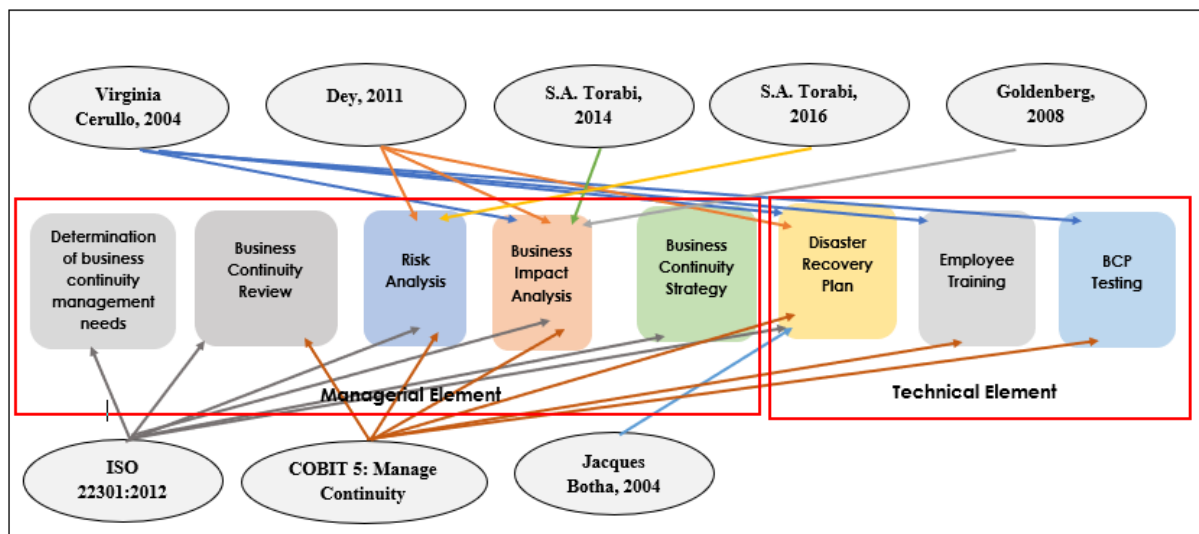 Virginia
Cerullo, 2004
Dey, 2011
S.A. Torabi,
2014
S.A. Torabi,
2016
Goldenberg,
2008
Determination
of business
continuity
management
needs
Business
Continuity
Review
Risk
Analysis
Business
Impact
Analysis
Business
Continuity
Strategy
Disaster
Recovery
Plan
Employee
Training
BCP
Testing
Managerial Element
Technical Element
ISO
22301:2012
COBIT 5: Manage
Continuity
Jacques
Botha, 2004